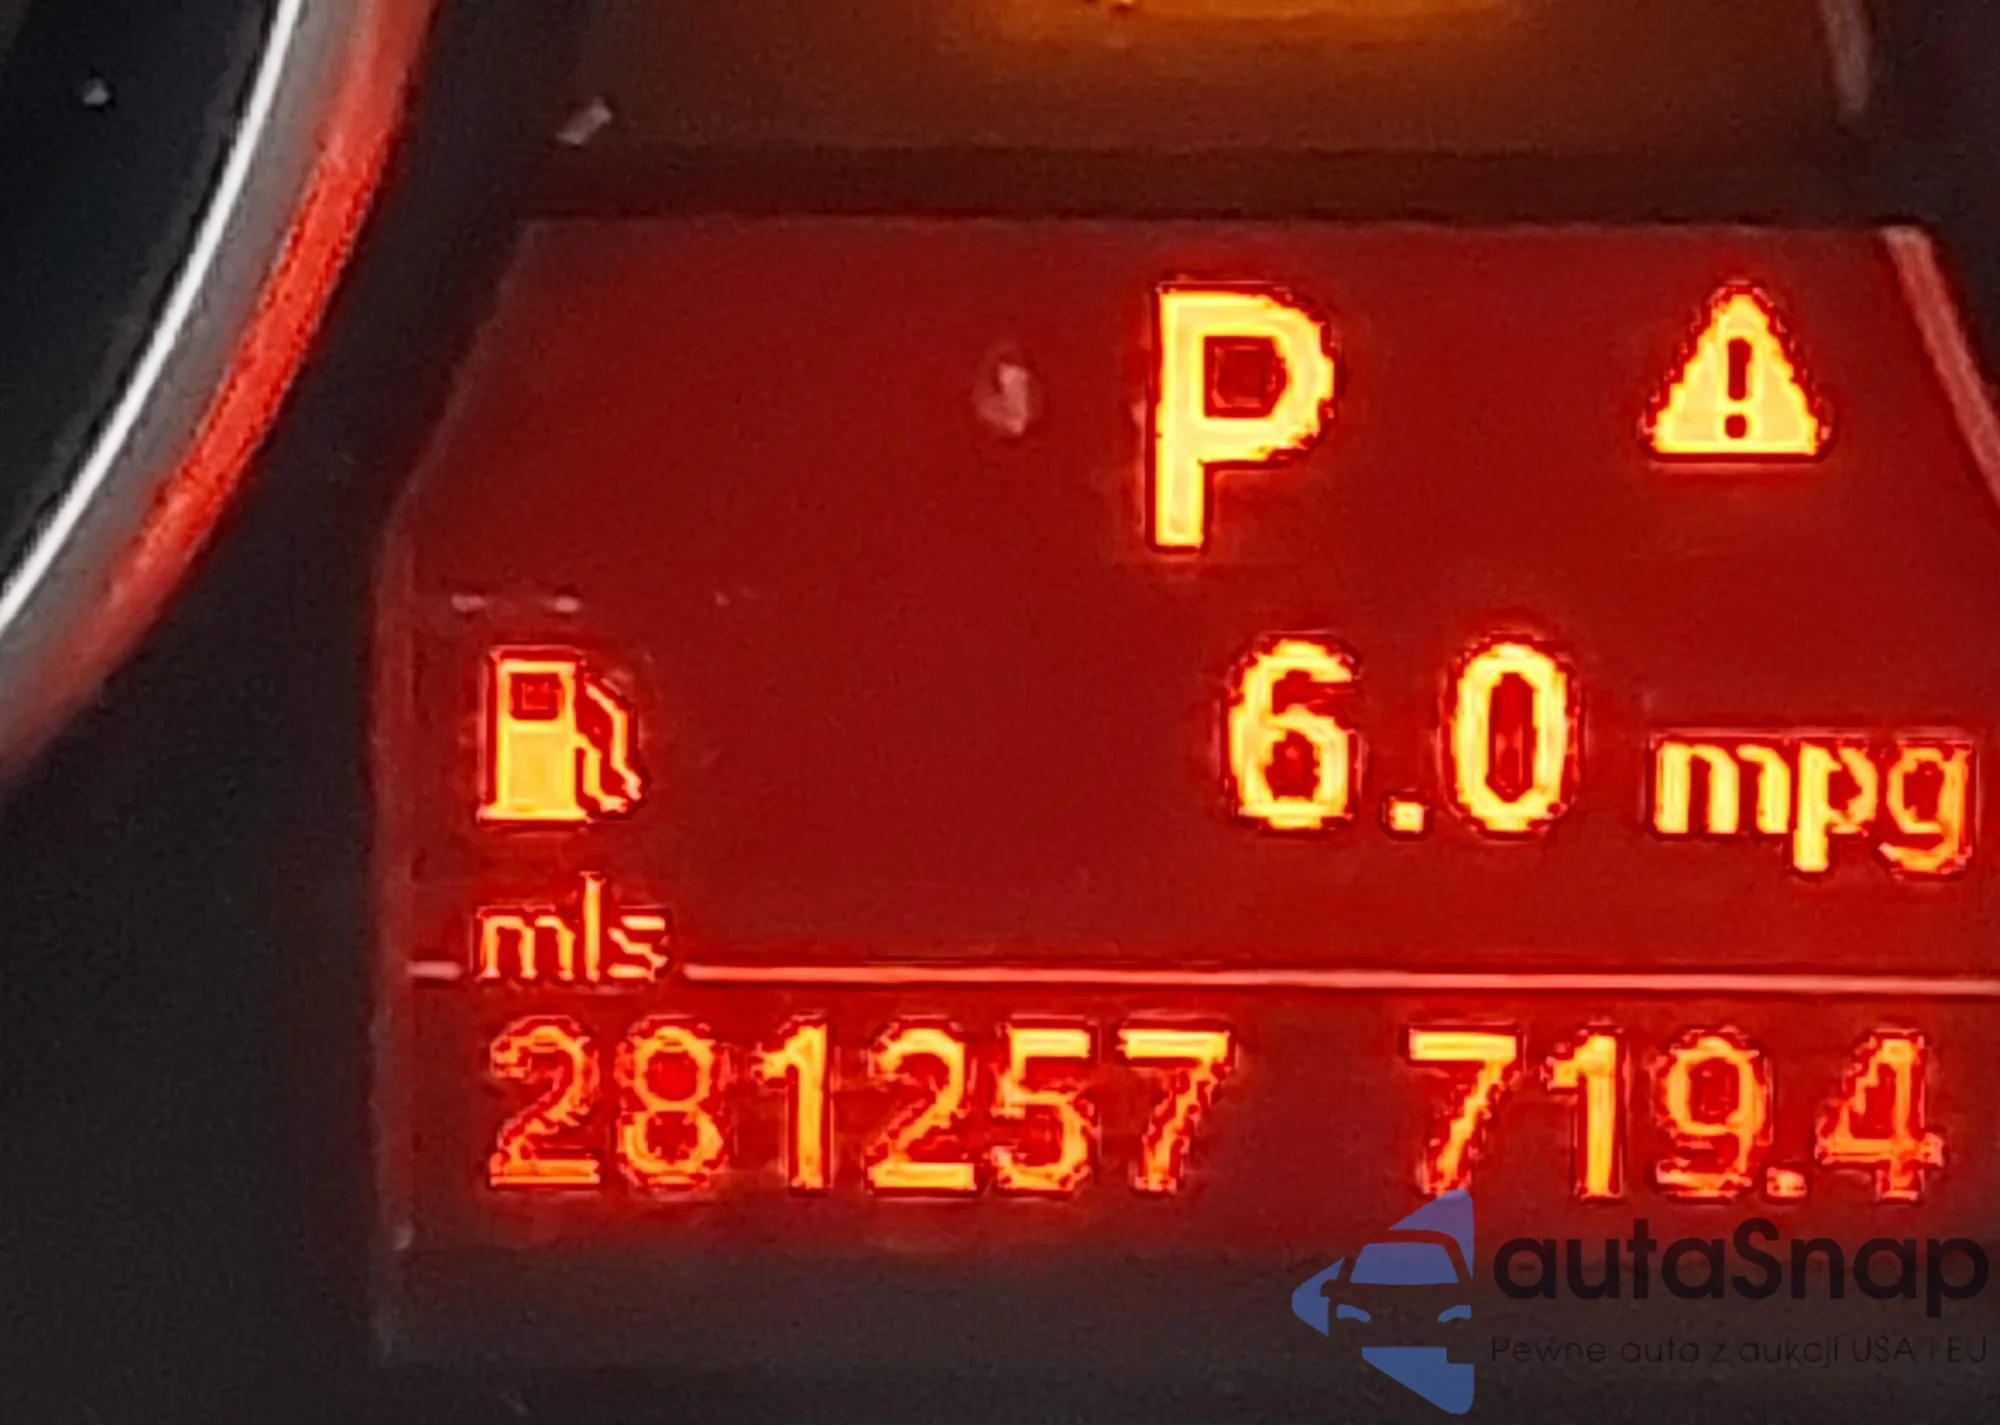 P
6.0 mpg
mls
281257 719.4
autaSnap
Pewne auta z aukcji USA i EU